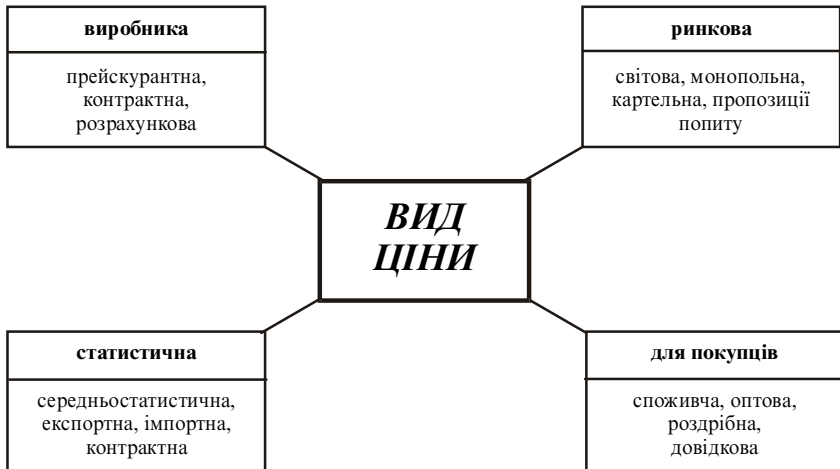 виробника
прейскурантна,
контрактна,
розрахункова
ринкова
світова, монопольна,
картельна, пропозиції
попиту
ВИД
ЦІНИ
статистична
середньостатистична,
експортна, імпортна,
контрактна
для покупців
споживча, оптова,
роздрібна,
довідкова